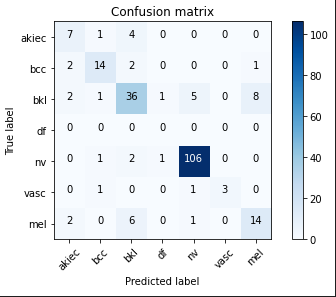 Confusion matrix
True label
akiec 7 1 4 0 0 0 0
bcc 2 14 2 0 0 0 1
bkl 2 1 36 1 5 0 8
df 0 0 0 0 0 0 0
nv 0 1 2 1 106 0 0
vasc 0 1 0 0 1 3 0
mel 2 0 6 0 1 0 14
akiec bcc bkl df nv vasc mel
Predicted label
100
80
60
40
20
0